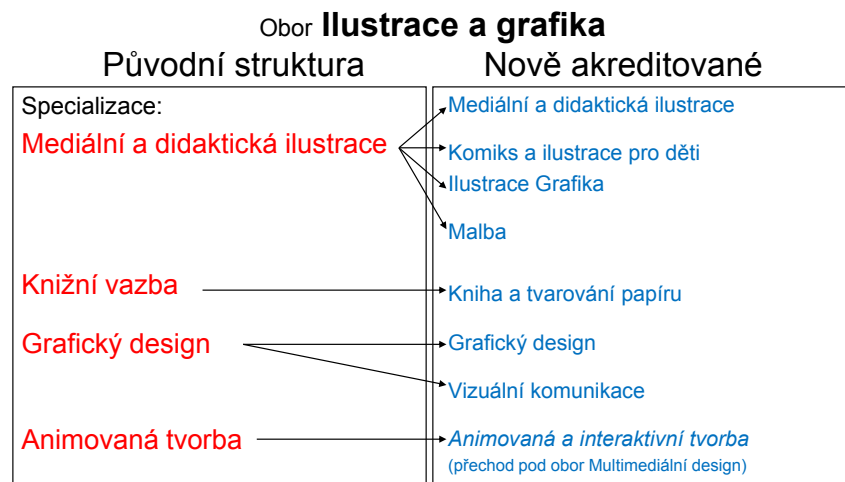 Obor Ilustrace a grafika
Původní struktura
Nově akreditované
Specializace:
Mediální a didaktická ilustrace
Knižní vazba
Grafický design
Animovaná tvorba
Mediální a didaktická ilustrace
Komiks a ilustrace pro děti
Ilustrace Grafika
Malba
Kniha a tvarování papíru
Grafický design
Vizuální komunikace
Animovaná a interaktivní tvorba
(přechod pod obor Multimediální design)